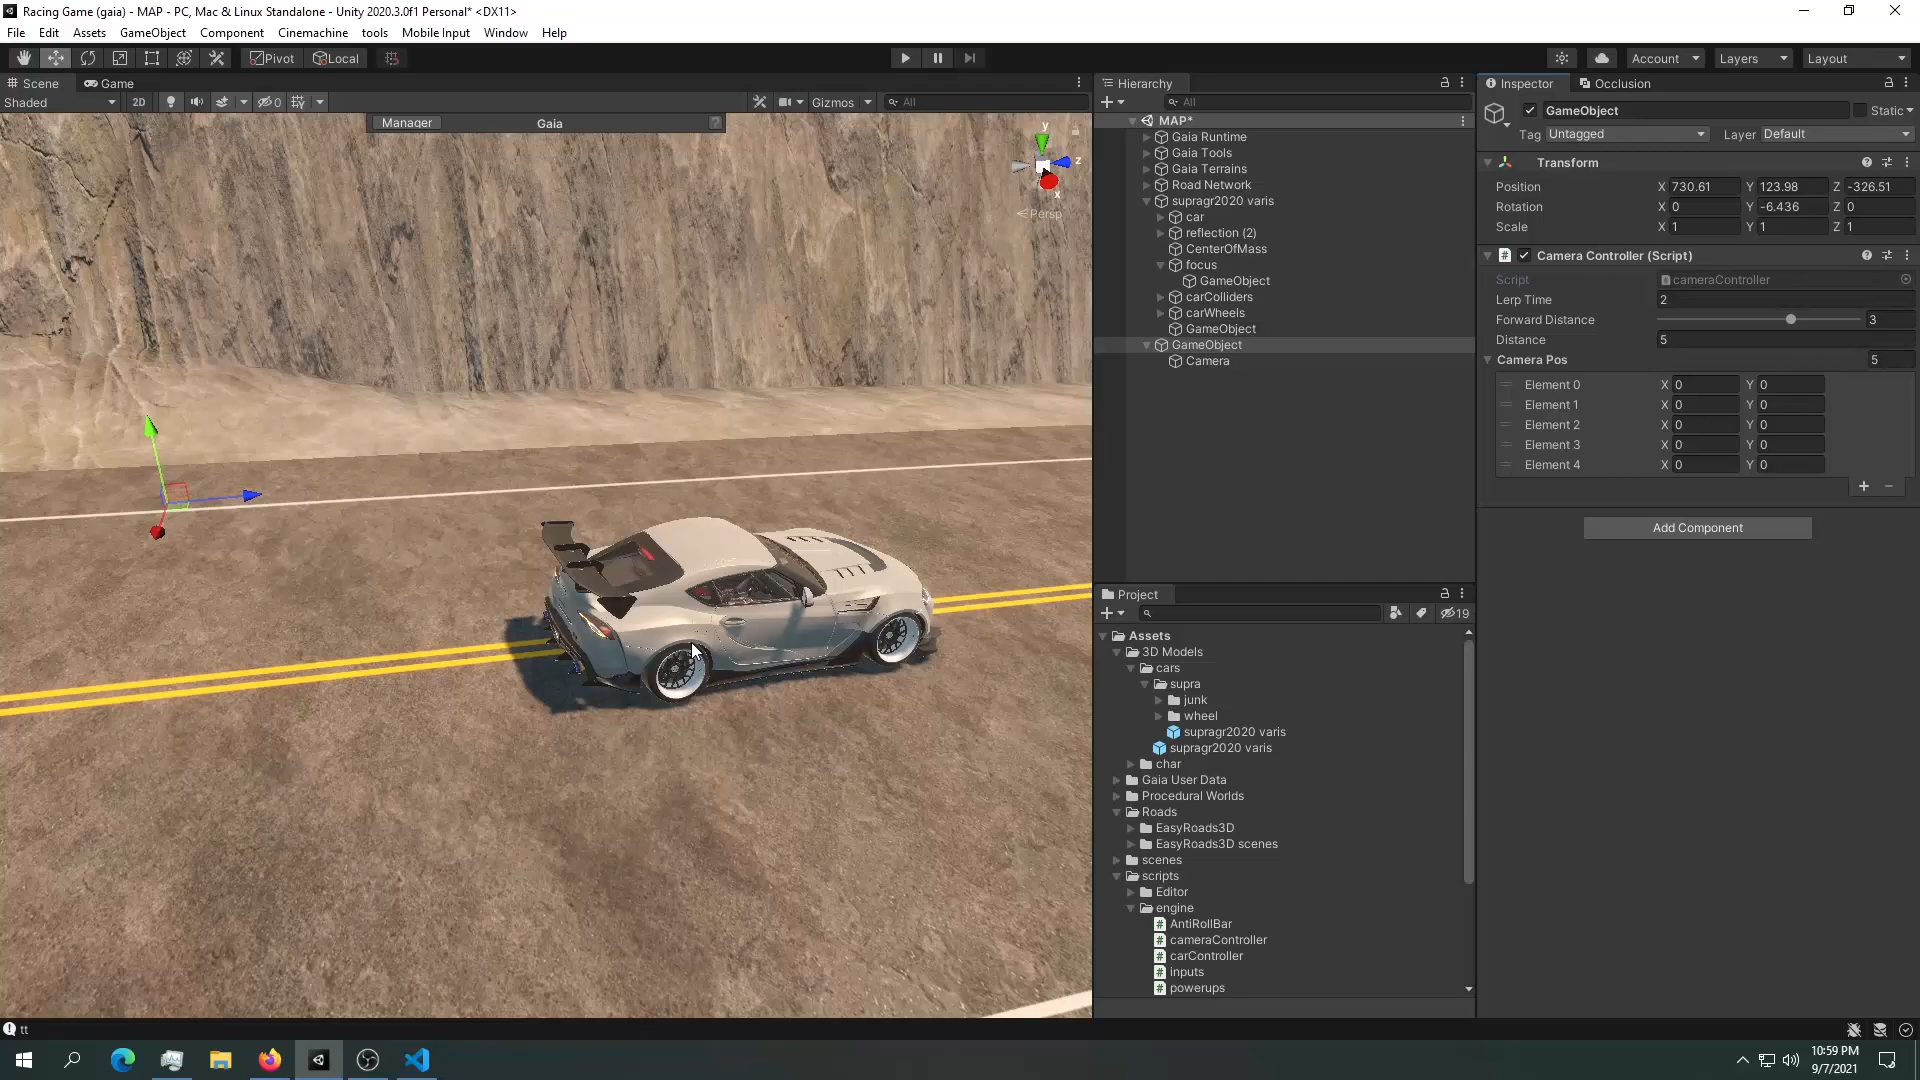 Racing Game (gaia) - MAP - PC, Mac & Linux Standalone - Unity 2020.3.0f1 Personal* <DX11>
File Edit Assets GameObject Component Cinemachine tools Mobile Input Window Help
Pivot Local Account Layers Layout
Scene Game
Shaded 2D 0 Gizmos All
Manager Gaia
y
z
x
Persp
Hierarchy
All
MAP*
Gaia Runtime
Gaia Tools
Gaia Terrains
Road Network
supragr2020 varis
car
reflection (2)
CenterOfMass
focus
GameObject
carColliders
carWheels
GameObject
GameObject
Camera
Project
19
Assets
3D Models
cars
supra
junk
wheel
supragr2020 varis
supragr2020 varis
char
Gaia User Data
Procedural Worlds
Roads
EasyRoads3D
EasyRoads3D scenes
scenes
scripts
Editor
engine
AntiRollBar
cameraController
carController
inputs
powerups
Inspector Occlusion
GameObject Static
Tag Untagged Layer Default
Transform
Position X 730.61 Y 123.98 Z -326.51
Rotation X 0 Y -6.436 Z 0
Scale X 1 Y 1 Z 1
Camera Controller (Script)
Script cameraController
Lerp Time 2
Forward Distance 3
Distance 5
Camera Pos 5
Element 0 X 0 Y 0
Element 1 X 0 Y 0
Element 2 X 0 Y 0
Element 3 X 0 Y 0
Element 4 X 0 Y 0
Add Component
tt
10:59 PM
9/7/2021